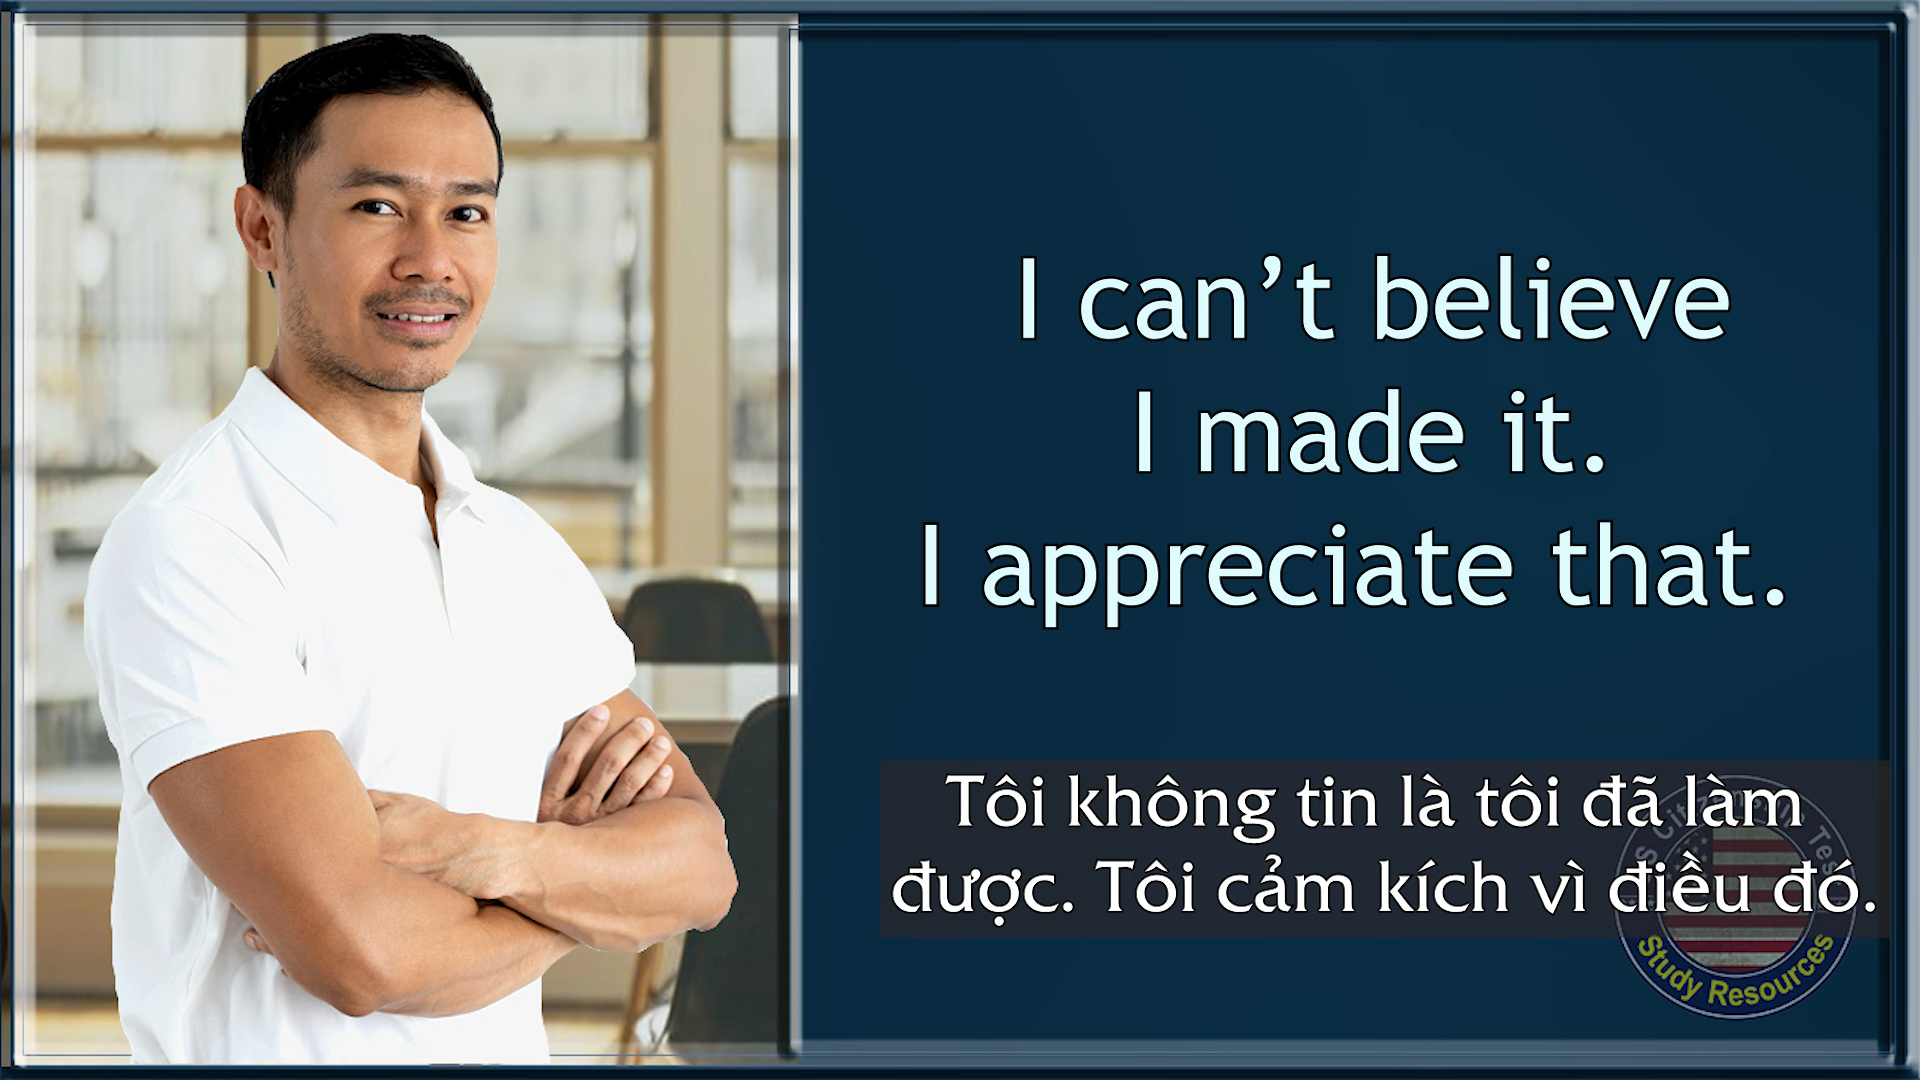 I can’t believe
I made it.
I appreciate that.
Tôi không tin là tôi đã làm
được. Tôi cảm kích vì điều đó.
Study Resources